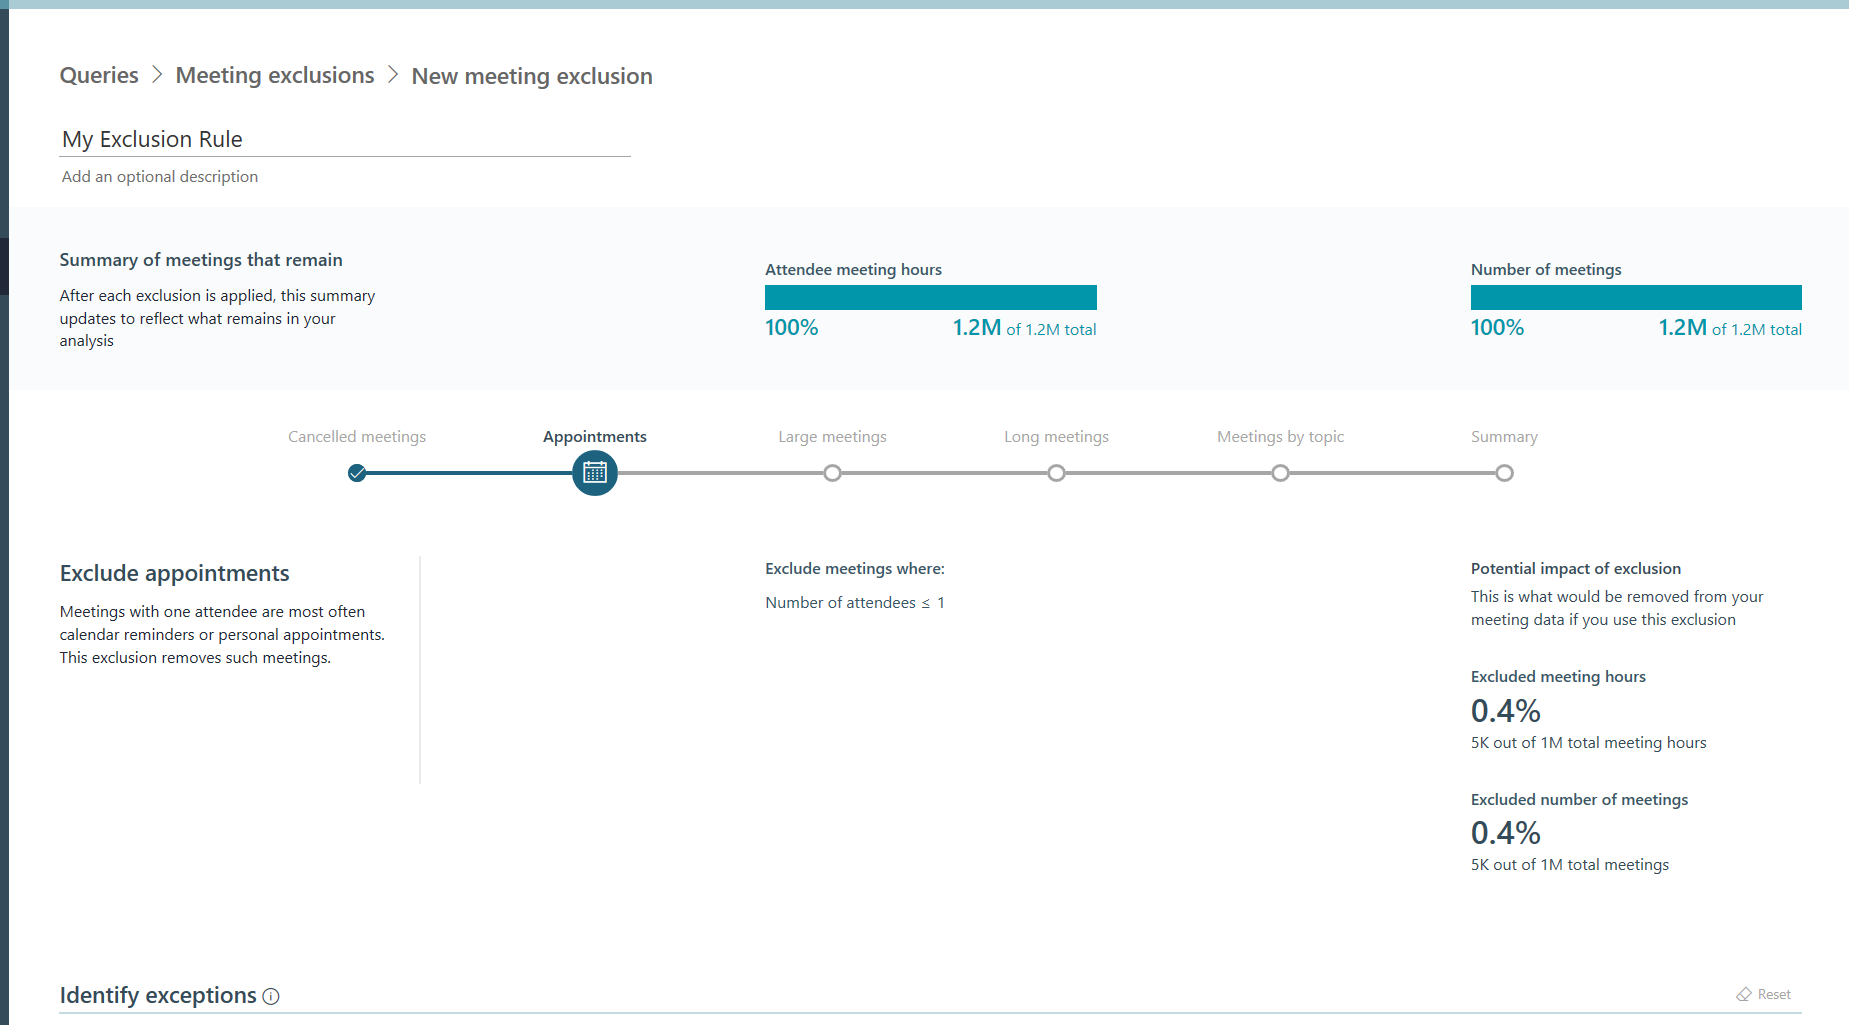 Queries > Meeting exclusions > New meeting exclusion
My Exclusion Rule
Add an optional description
Summary of meetings that remain
After each exclusion is applied, this summary
updates to reflect what remains in your
analysis
Attendee meeting hours
100% 1.2M of 1.2M total
Number of meetings
100% 1.2M of 1.2M total
Cancelled meetings Appointments Large meetings Long meetings Meetings by topic Summary
Exclude appointments
Meetings with one attendee are most often
calendar reminders or personal appointments.
This exclusion removes such meetings.
Exclude meetings where:
Number of attendees ≤ 1
Potential impact of exclusion
This is what would be removed from your
meeting data if you use this exclusion
Excluded meeting hours
0.4%
5K out of 1M total meeting hours
Excluded number of meetings
0.4%
5K out of 1M total meetings
Identify exceptions
Reset